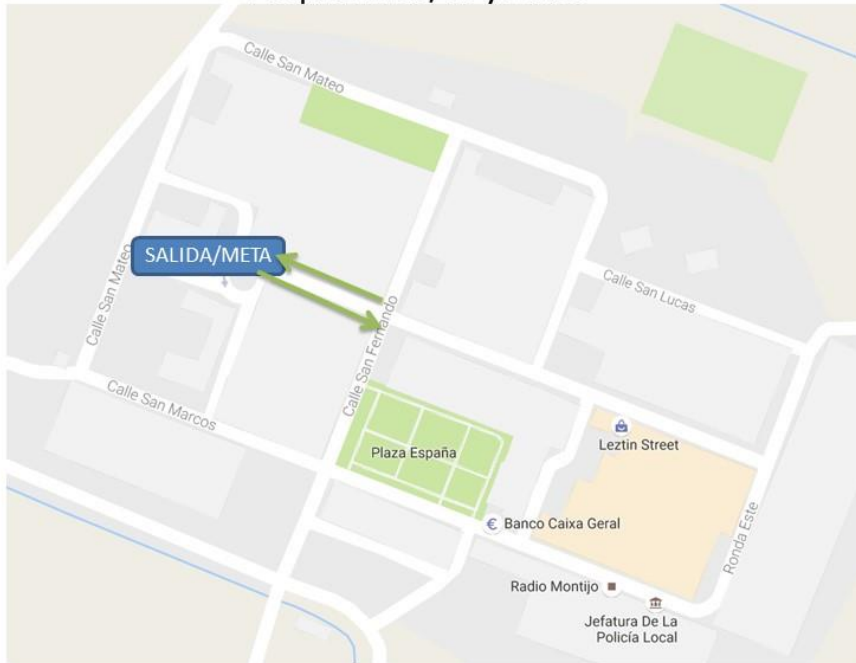 Calle San Mateo
SALIDA/META
Calle San Mateo
Calle San Lucas
Calle San Fernando
Calle San Marcos
Plaza España
Leztin Street
Banco Caixa Geral
Ronda Este
Radio Montijo
Jefatura De La
Policía Local